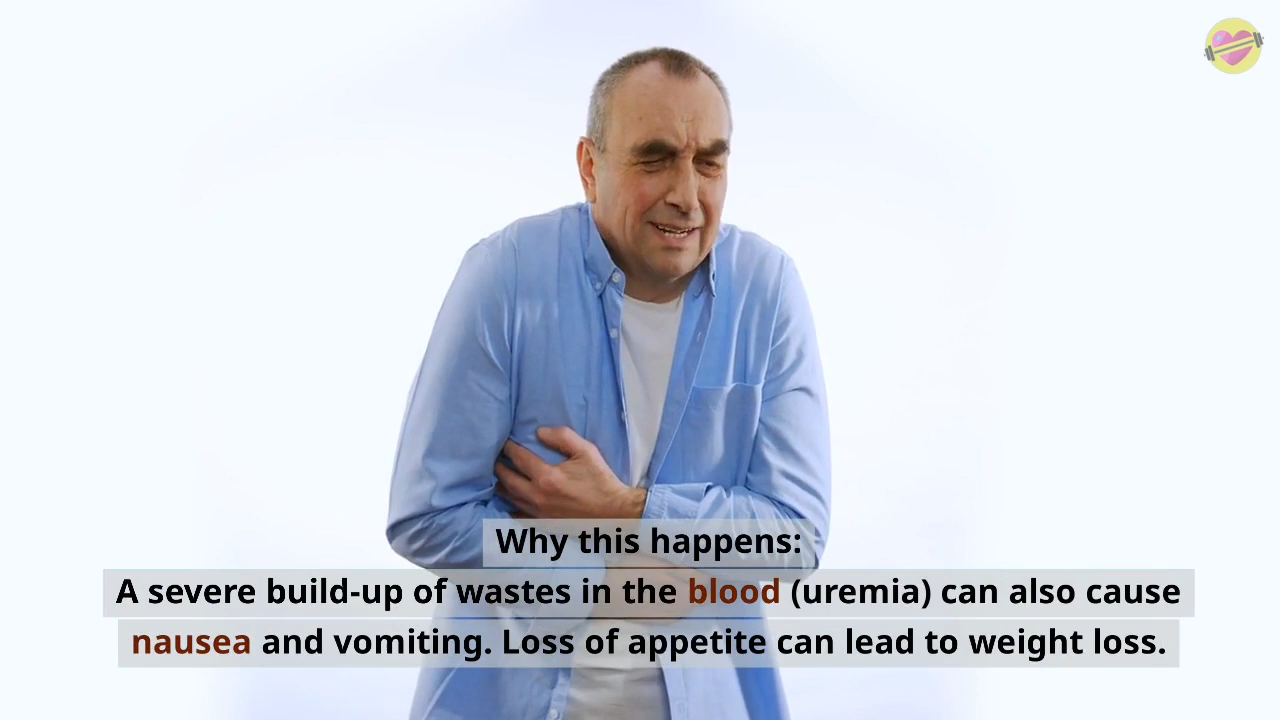 Why this happens:
A severe build-up of wastes in the blood (uremia) can also cause
nausea and vomiting. Loss of appetite can lead to weight loss.